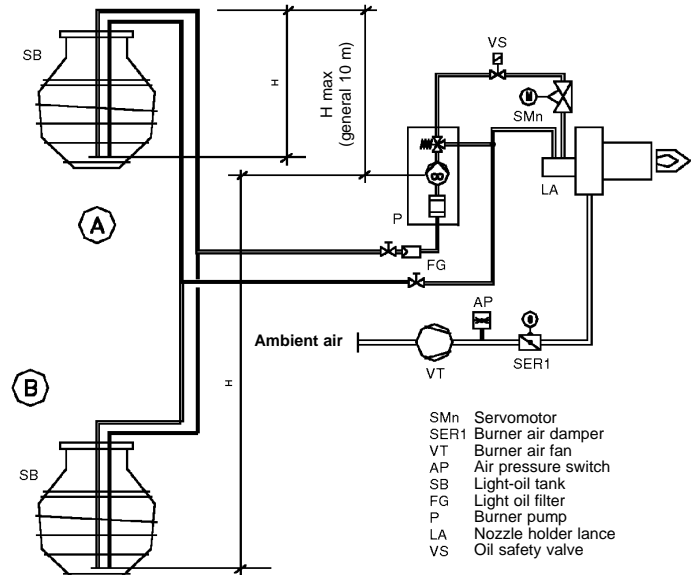 SB
H
H max
(general 10 m)
VS
M
SMn
LA
P
FG
A
AP
Ambient air
VT
SER1
B
H
SB
SMn Servomotor
SER1 Burner air damper
VT Burner air fan
AP Air pressure switch
SB Light-oil tank
FG Light oil filter
P Burner pump
LA Nozzle holder lance
VS Oil safety valve